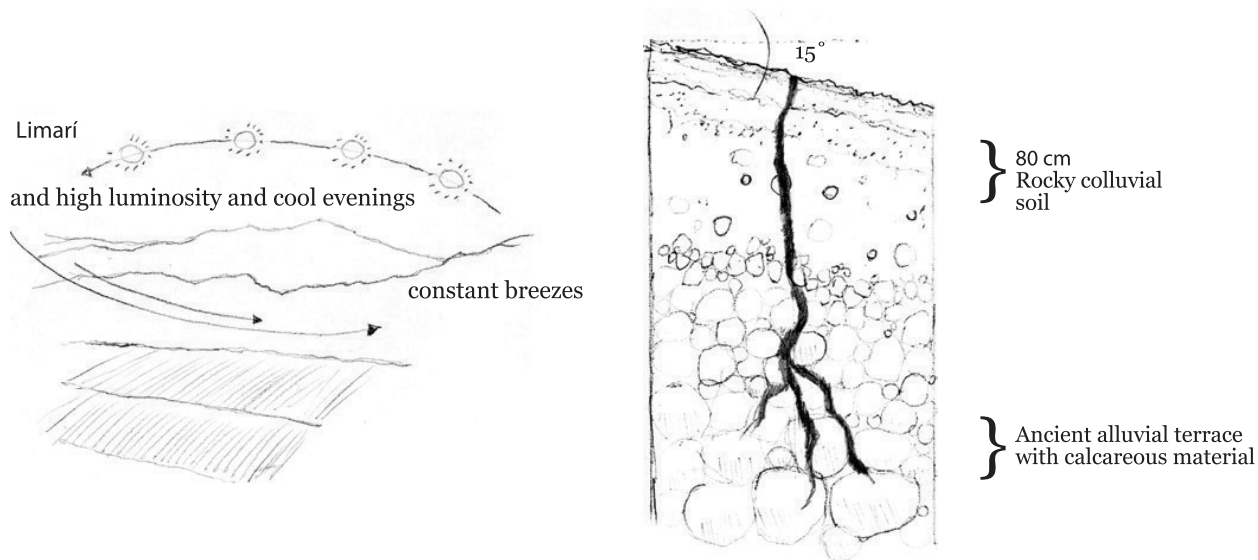 Limarí
and high luminosity and cool evenings
constant breezes
15°
80 cm
Rocky colluvial
soil
Ancient alluvial terrace
with calcareous material